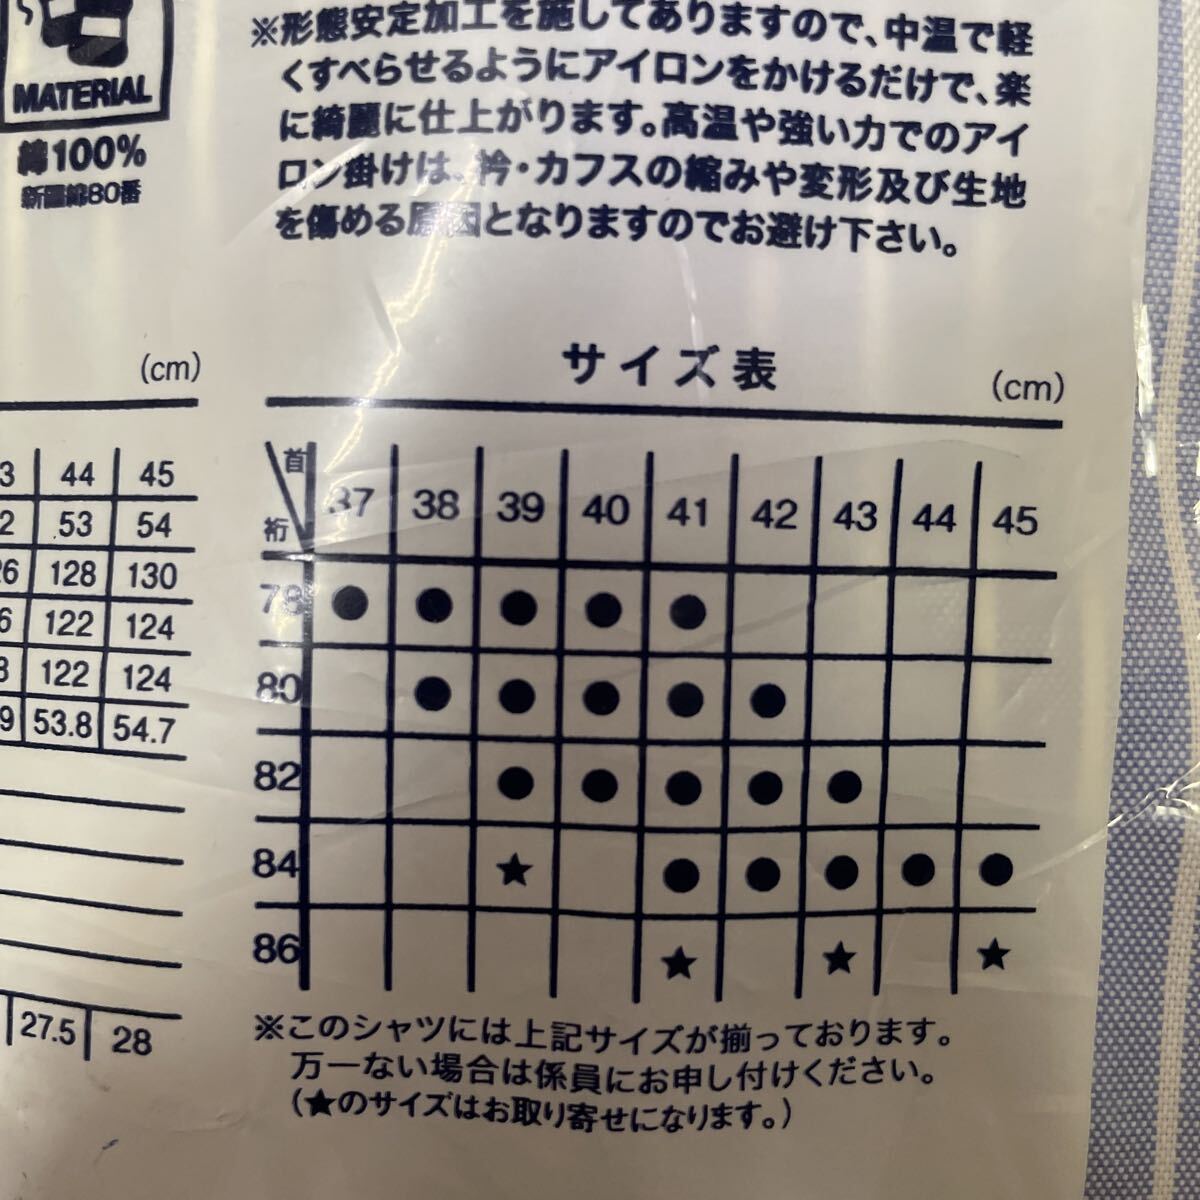 MATERIAL
綿100%
新疆綿80番
※形態安定加工を施してありますので、中温で軽
くすべらせるようにアイロンをかけるだけで、楽
に綺麗に仕上がります。高温や強い力でのアイ
ロン掛けは、衿・カフスの縮みや変形及び生地
を傷める原因となりますのでお避け下さい。
(cm)
3 44 45
2 53 54
26 128 130
6 122 124
8 122 124
9 53.8 54.7
27.5 28
サイズ表
(cm)
首
裄
37 38 39 40 41 42 43 44 45
78 ● ● ● ● ●
80 ● ● ● ● ●
82 ● ● ● ● ●
84 ★ ● ● ● ● ●
86 ★ ★ ★
※このシャツには上記サイズが揃っております。
万一ない場合は係員にお申し付けください。
(★のサイズはお取り寄せになります。)